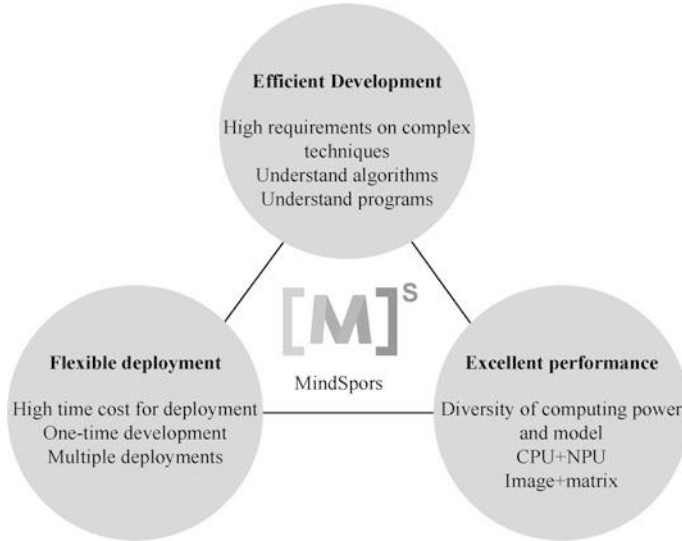 Efficient Development
High requirements on complex
techniques
Understand algorithms
Understand programs
[M]S
MindSpors
Flexible deployment
High time cost for deployment
One-time development
Multiple deployments
Excellent performance
Diversity of computing power
and model
CPU+NPU
Image+matrix